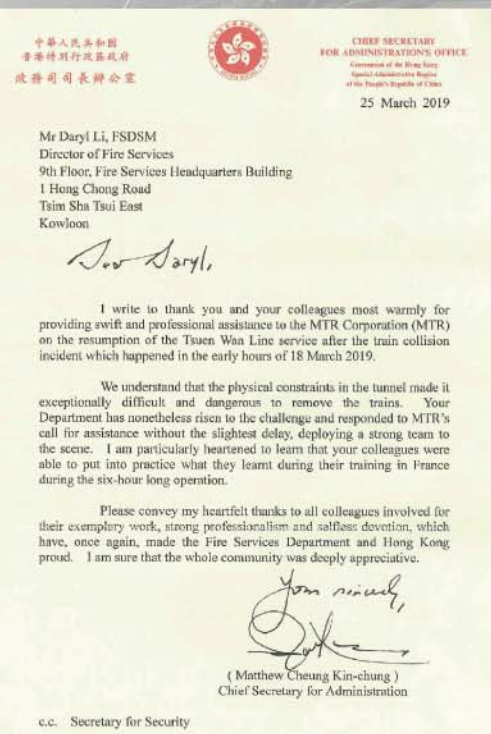 中華人民共和國
香港特別行政區政府
政務司司長辦公室
CHIEF SECRETARY
FOR ADMINISTRATION'S OFFICE
Government of the Hong Kong
Special Administrative Region
of the People's Republic of China
25 March 2019
Mr Daryl Li, FSDSM
Director of Fire Services
9th Floor, Fire Services Headquarters Building
1 Hong Chong Road
Tsim Sha Tsui East
Kowloon
Dear Daryl,
I write to thank you and your colleagues most warmly for
providing swift and professional assistance to the MTR Corporation (MTR)
on the resumption of the Tsuen Wan Line service after the train collision
incident which happened in the early hours of 18 March 2019.
We understand that the physical constraints in the tunnel made it
exceptionally difficult and dangerous to remove the trains. Your
Department has nonetheless risen to the challenge and responded to MTR's
call for assistance without the slightest delay, deploying a strong team to
the scene. I am particularly heartened to learn that your colleagues were
able to put into practice what they learnt during their training in France
during the six-hour long operation.
Please convey my heartfelt thanks to all colleagues involved for
their exemplary work, strong professionalism and selfless devotion, which
have, once again, made the Fire Services Department and Hong Kong
proud. I am sure that the whole community was deeply appreciative.
Yours sincerely,
( Matthew Cheung Kin-chung )
Chief Secretary for Administration
c.c. Secretary for Security